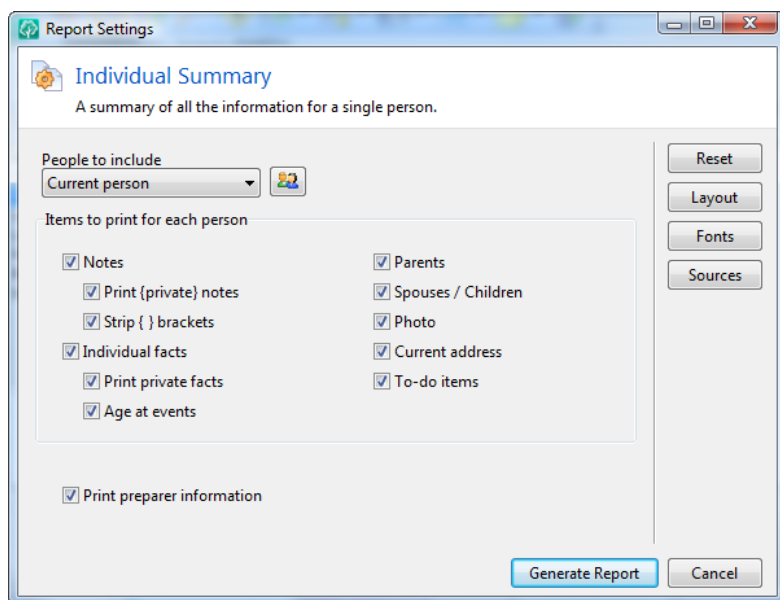 Report Settings
Individual Summary
A summary of all the information for a single person.
People to include
Current person
Items to print for each person
Notes
Print {private} notes
Strip { } brackets
Individual facts
Print private facts
Age at events
Parents
Spouses / Children
Photo
Current address
To-do items
Print preparer information
Reset
Layout
Fonts
Sources
Generate Report
Cancel